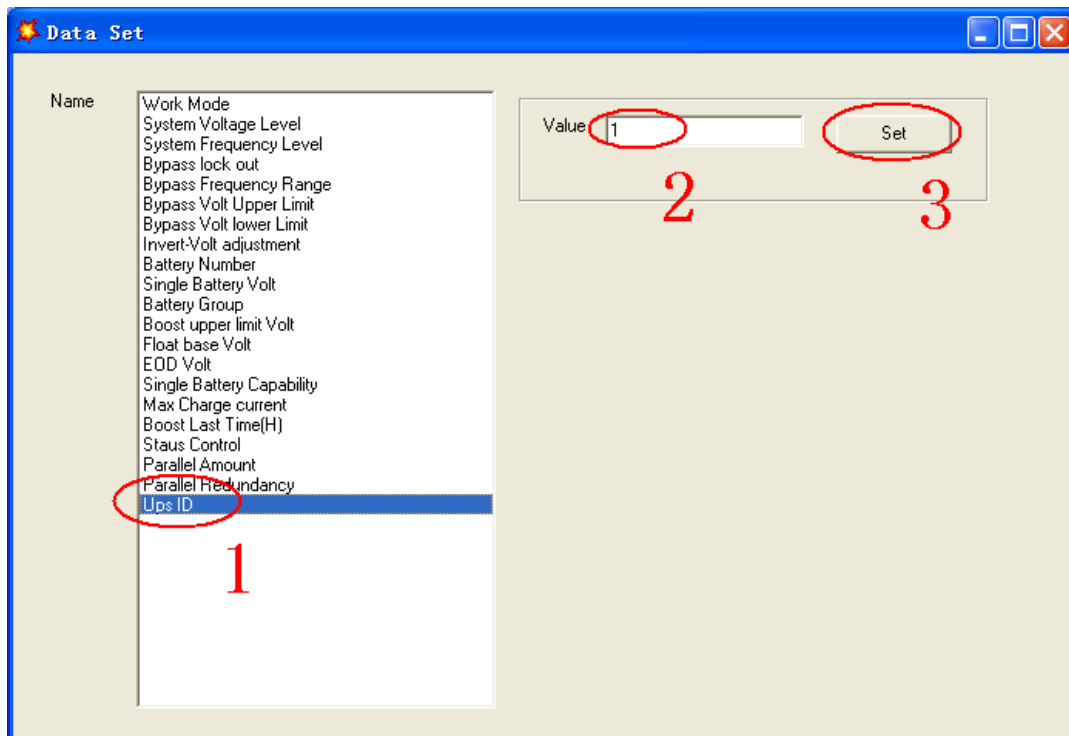 Data Set
Name
Work Mode
System Voltage Level
System Frequency Level
Bypass lock out
Bypass Frequency Range
Bypass Volt Upper Limit
Bypass Volt lower Limit
Invert-Volt adjustment
Battery Number
Single Battery Volt
Battery Group
Boost upper limit Volt
Float base Volt
EOD Volt
Single Battery Capability
Max Charge current
Boost Last Time(H)
Staus Control
Parallel Amount
Parallel Redundancy
Ups ID
1
Value 1
Set
2
3